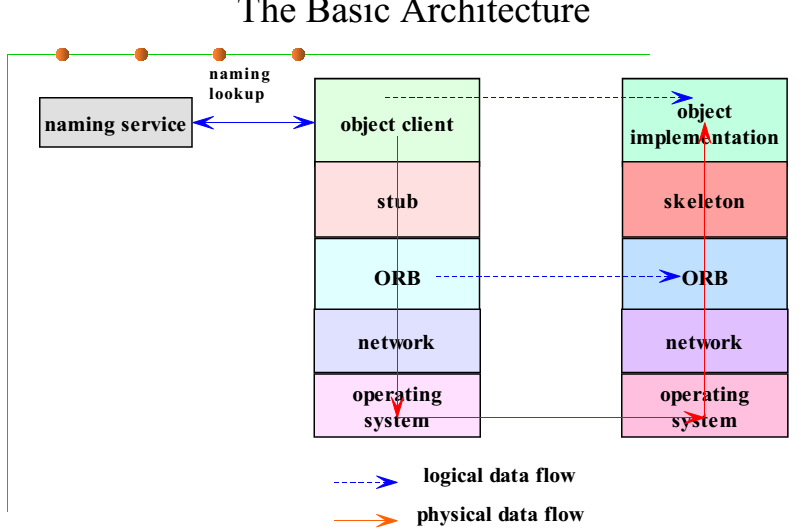 The Basic Architecture
naming
lookup
naming service
object client
object
implementation
stub
skeleton
ORB
ORB
network
network
operating
system
operating
system
logical data flow
physical data flow